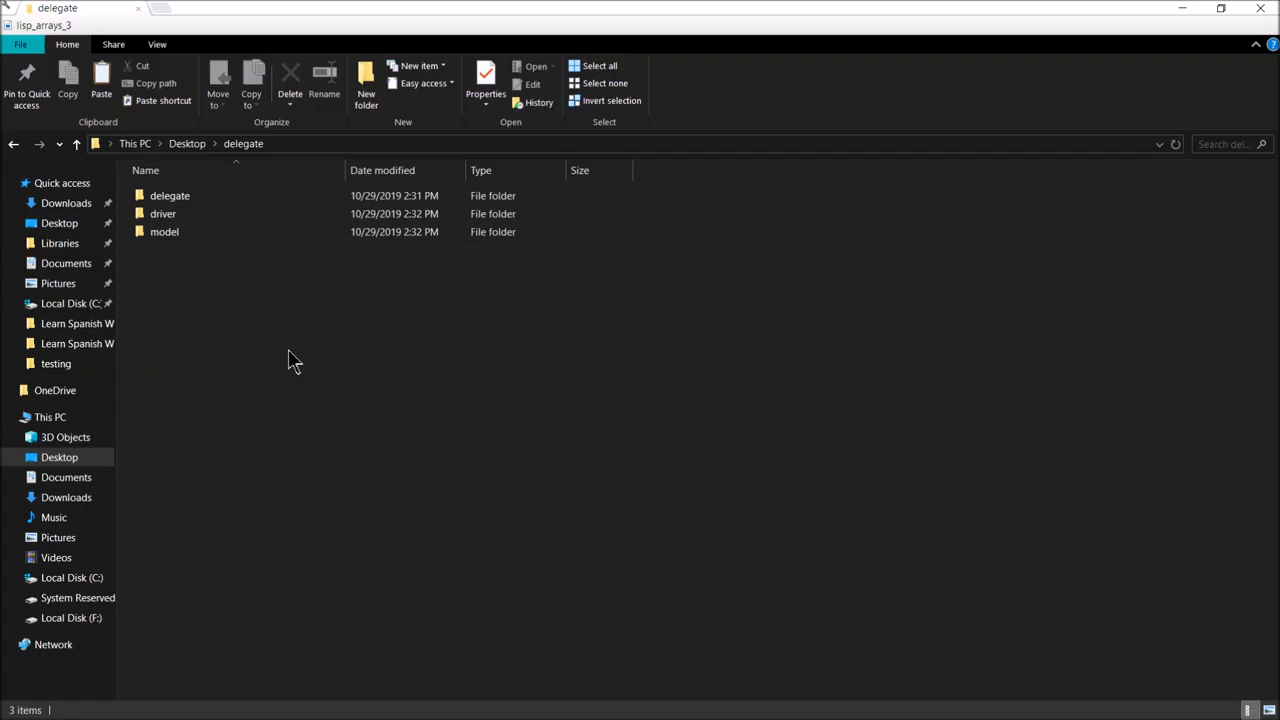 delegate
lisp_arrays_3
File Home Share View
Pin to Quick access
Copy
Paste
Cut
Copy path
Paste shortcut
Clipboard
Move to
Copy to
Delete
Rename
Organize
New folder
New item
Easy access
New
Properties
Open
Edit
History
Open
Select all
Select none
Invert selection
Select
This PC Desktop delegate
Search del...
Name Date modified Type Size
delegate 10/29/2019 2:31 PM File folder
driver 10/29/2019 2:32 PM File folder
model 10/29/2019 2:32 PM File folder
Quick access
Downloads
Desktop
Libraries
Documents
Pictures
Local Disk (C:
Learn Spanish W
Learn Spanish W
testing
OneDrive
This PC
3D Objects
Desktop
Documents
Downloads
Music
Pictures
Videos
Local Disk (C:)
System Reserved
Local Disk (F:)
Network
3 items